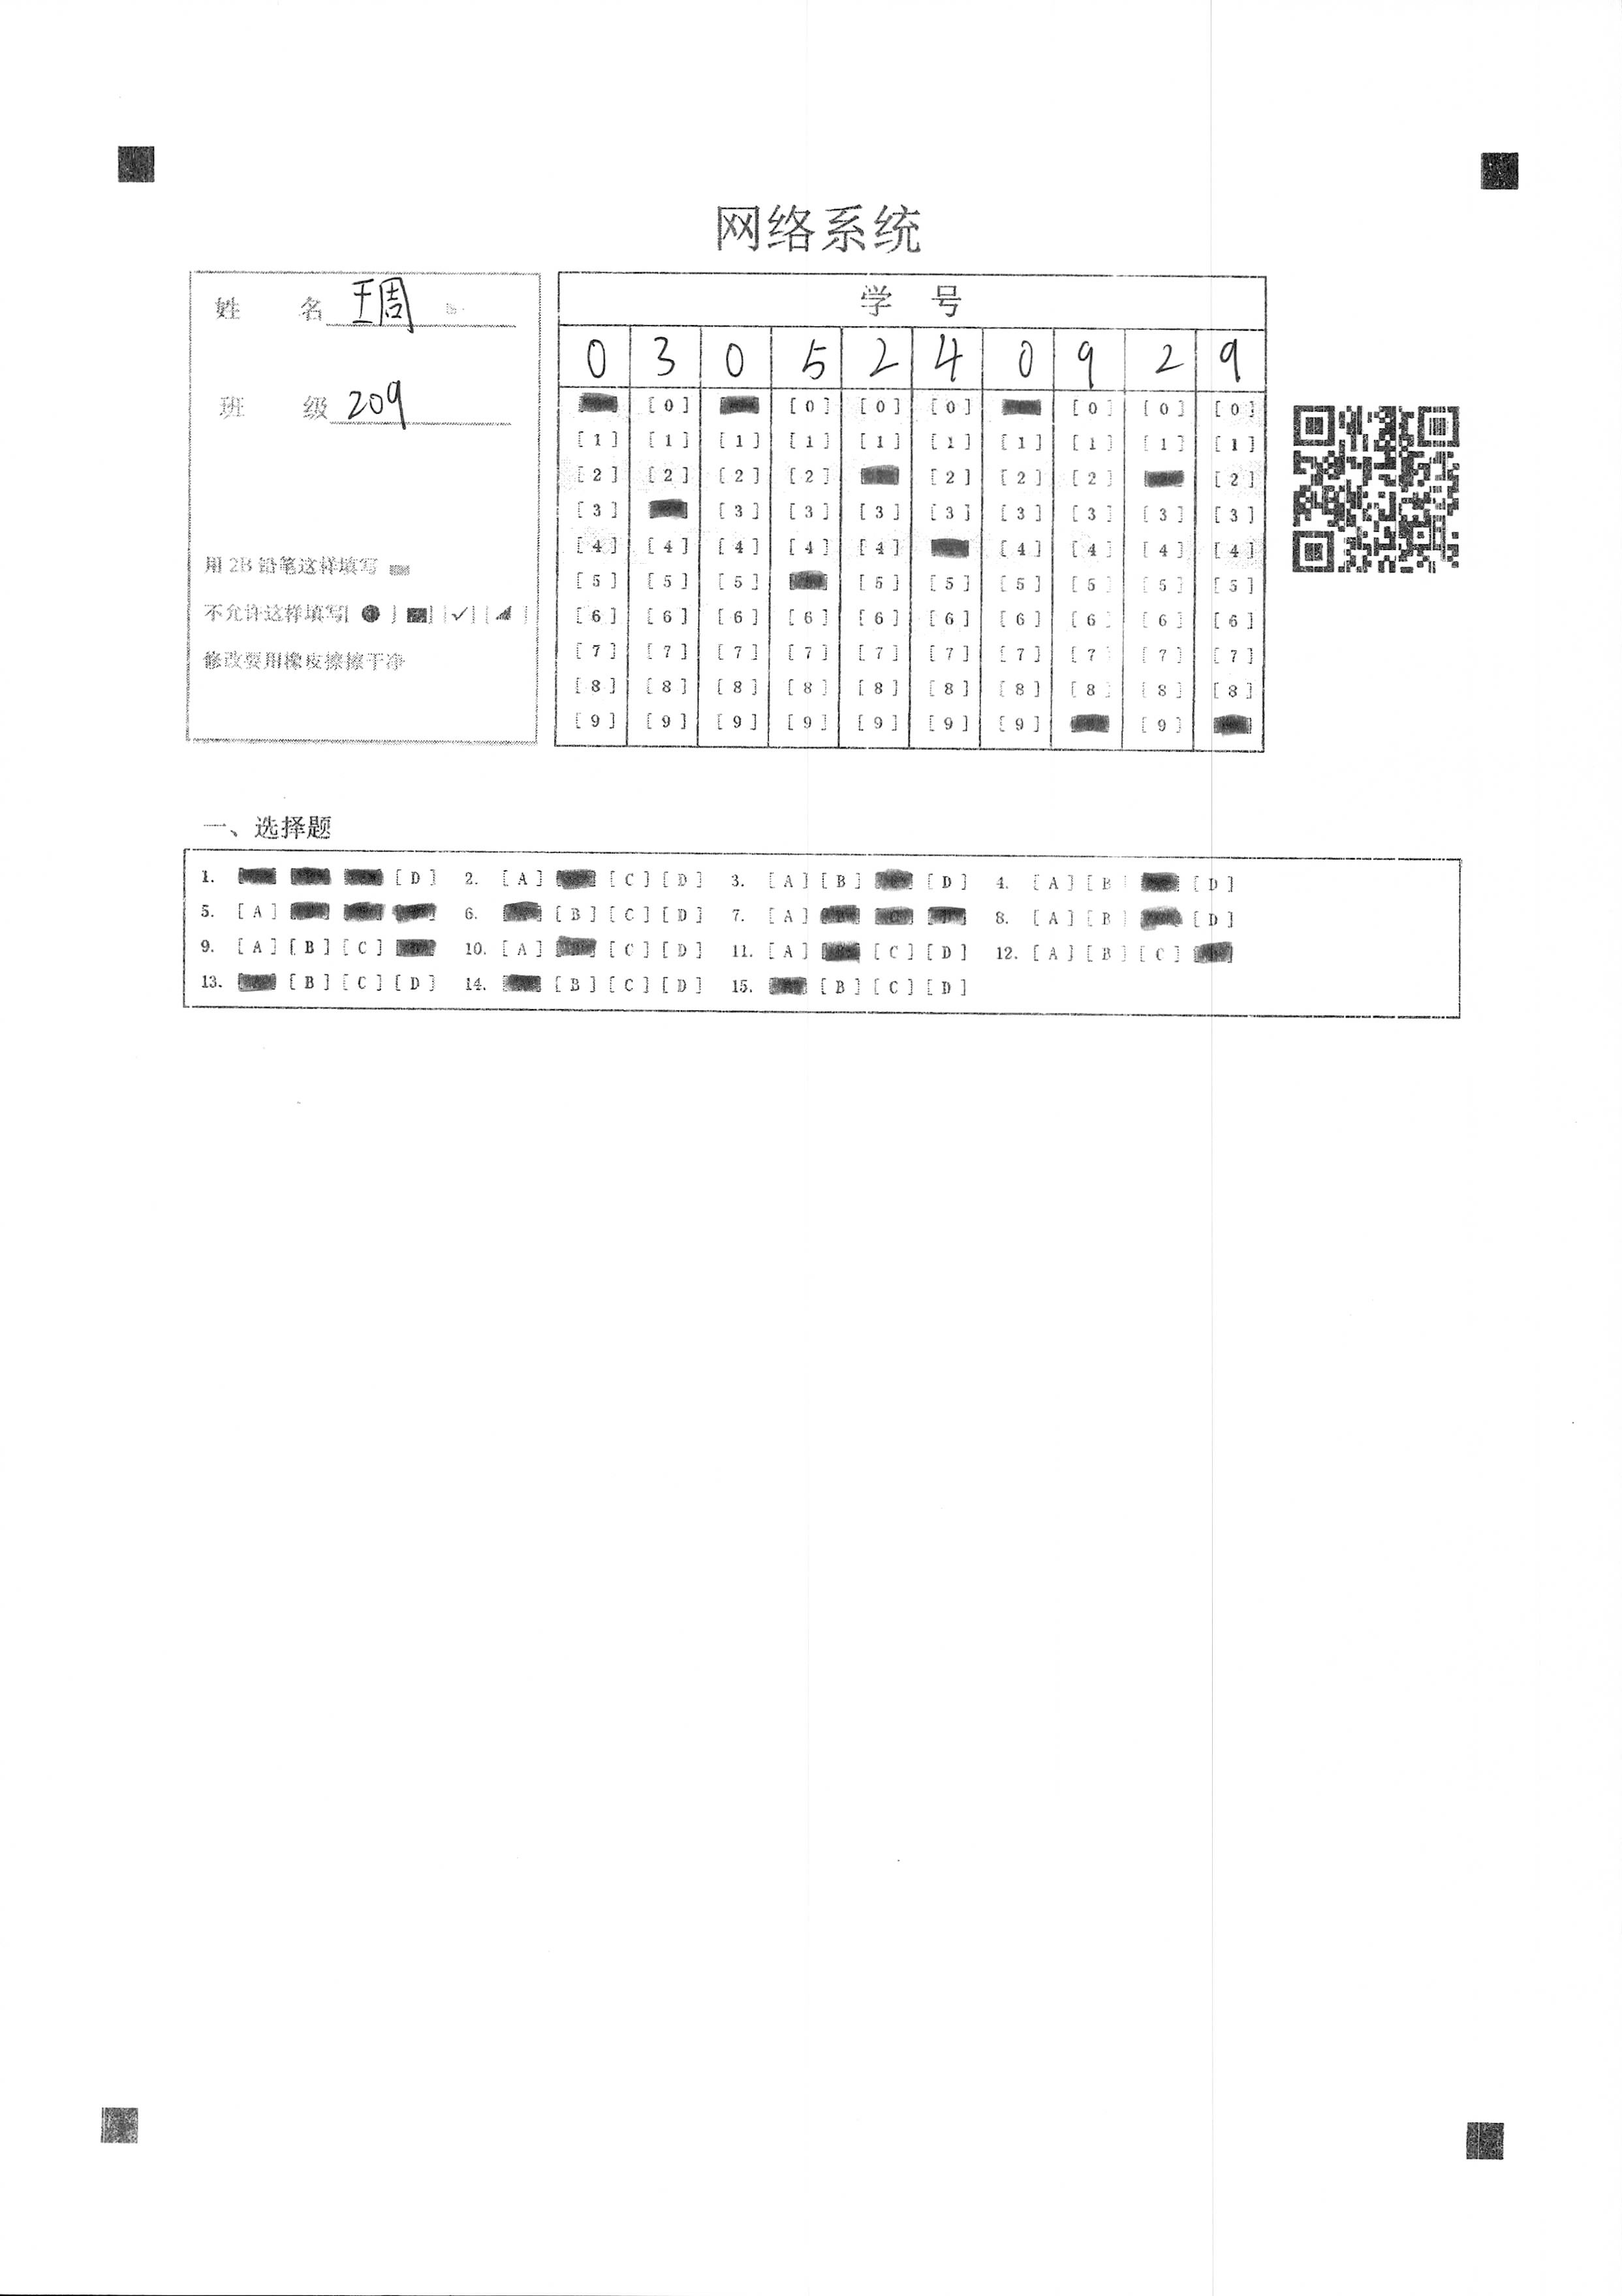 网络系统
姓 名 王周
班 级 209
用 2B 铅笔这样填写
不允许这样填写[ ● ] [■] [✓] [◢ ]
修改要用橡皮擦擦干净
学 号
0 3 0 5 2 4 0 9 2 9
[0] [0] [0] [0] [0] [0] [0]
[1] [1] [1] [1] [1] [1] [1] [1] [1] [1]
[2] [2] [2] [2] [2] [2] [2] [2]
[3] [3] [3] [3] [3] [3] [3] [3] [3]
[4] [4] [4] [4] [4] [4] [4] [4] [4]
[5] [5] [5] [5] [5] [5] [5] [5] [5]
[6] [6] [6] [6] [6] [6] [6] [6] [6] [6]
[7] [7] [7] [7] [7] [7] [7] [7] [7] [7]
[8] [8] [8] [8] [8] [8] [8] [8] [8] [8]
[9] [9] [9] [9] [9] [9] [9] [9]
一、选择题
1. [D] 2. [A] [C] [D] 3. [A] [B] [D] 4. [A] [B] [D]
5. [A] 6. [B] [C] [D] 7. [A] 8. [A] [B] [D]
9. [A] [B] [C] 10. [A] [C] [D] 11. [A] [C] [D] 12. [A] [B] [C]
13. [B] [C] [D] 14. [B] [C] [D] 15. [B] [C] [D]